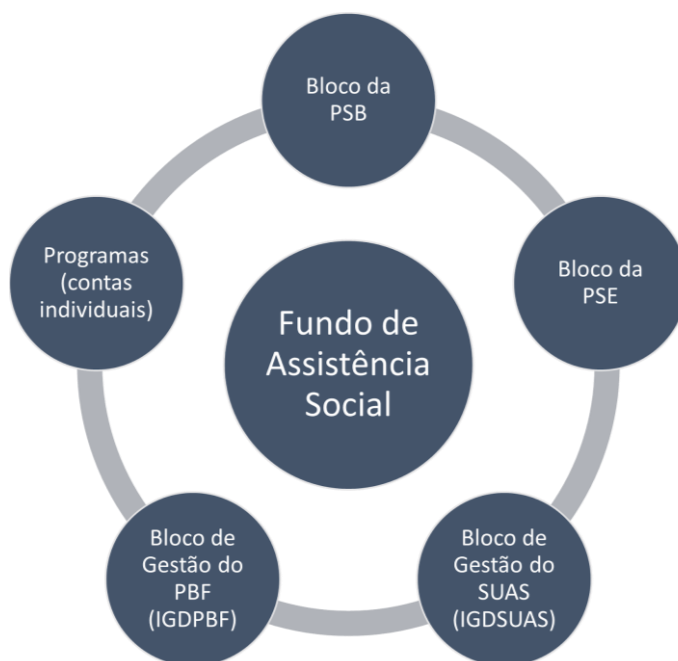 Bloco da
PSB
Bloco da
PSE
Bloco de
Gestão do
SUAS
(IGDSUAS)
Bloco de
Gestão do
PBF
(IGDPBF)
Programas
(contas
individuais)
Fundo de
Assistência
Social